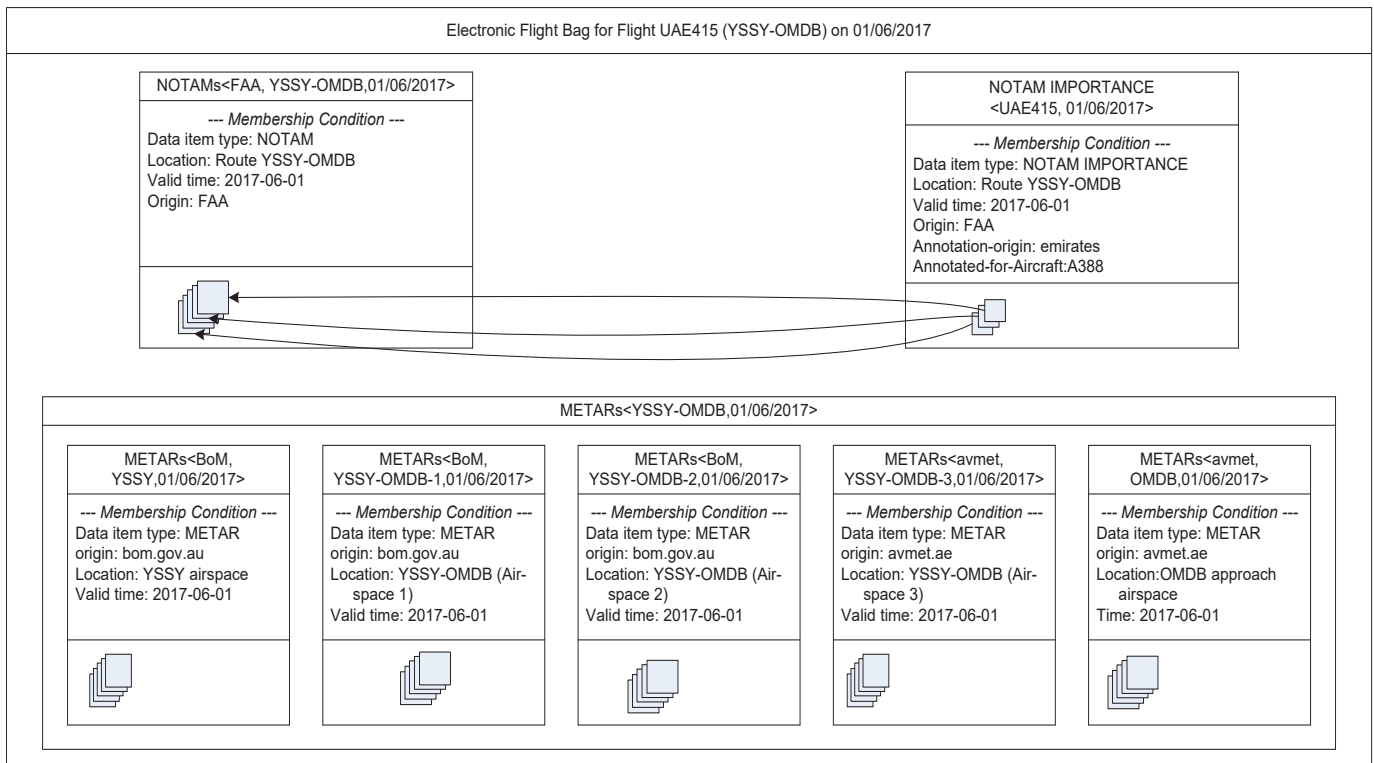 Electronic Flight Bag for Flight UAE415 (YSSY-OMDB) on 01/06/2017
NOTAMs<FAA, YSSY-OMDB,01/06/2017>
--- Membership Condition ---
Data item type: NOTAM
Location: Route YSSY-OMDB
Valid time: 2017-06-01
Origin: FAA
NOTAM IMPORTANCE
<UAE415, 01/06/2017>
--- Membership Condition ---
Data item type: NOTAM IMPORTANCE
Location: Route YSSY-OMDB
Valid time: 2017-06-01
Origin: FAA
Annotation-origin: emirates
Annotated-for-Aircraft:A388
METARs<YSSY-OMDB,01/06/2017>
METARs<BoM,
YSSY,01/06/2017>
--- Membership Condition ---
Data item type: METAR
origin: bom.gov.au
Location: YSSY airspace
Valid time: 2017-06-01
METARs<BoM,
YSSY-OMDB-1,01/06/2017>
--- Membership Condition ---
Data item type: METAR
origin: bom.gov.au
Location: YSSY-OMDB (Air-
space 1)
Valid time: 2017-06-01
METARs<BoM,
YSSY-OMDB-2,01/06/2017>
--- Membership Condition ---
Data item type: METAR
origin: bom.gov.au
Location: YSSY-OMDB (Air-
space 2)
Valid time: 2017-06-01
METARs<avmet,
YSSY-OMDB-3,01/06/2017>
--- Membership Condition ---
Data item type: METAR
origin: avmet.ae
Location: YSSY-OMDB (Air-
space 3)
Valid time: 2017-06-01
METARs<avmet,
OMDB,01/06/2017>
--- Membership Condition ---
Data item type: METAR
origin: avmet.ae
Location:OMDB approach
airspace
Time: 2017-06-01